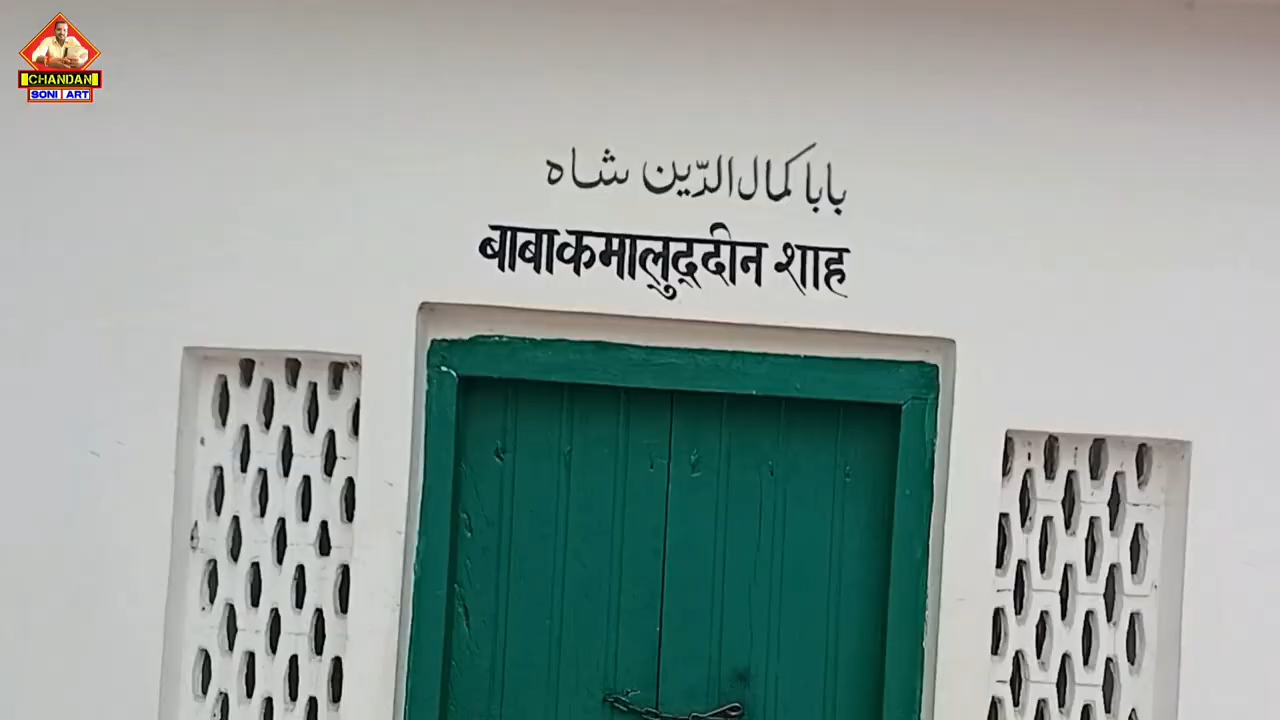 CHANDAN
SONI ART
بابا کمال الدّین شاہ
बाबाकमालुद्दीन शाह